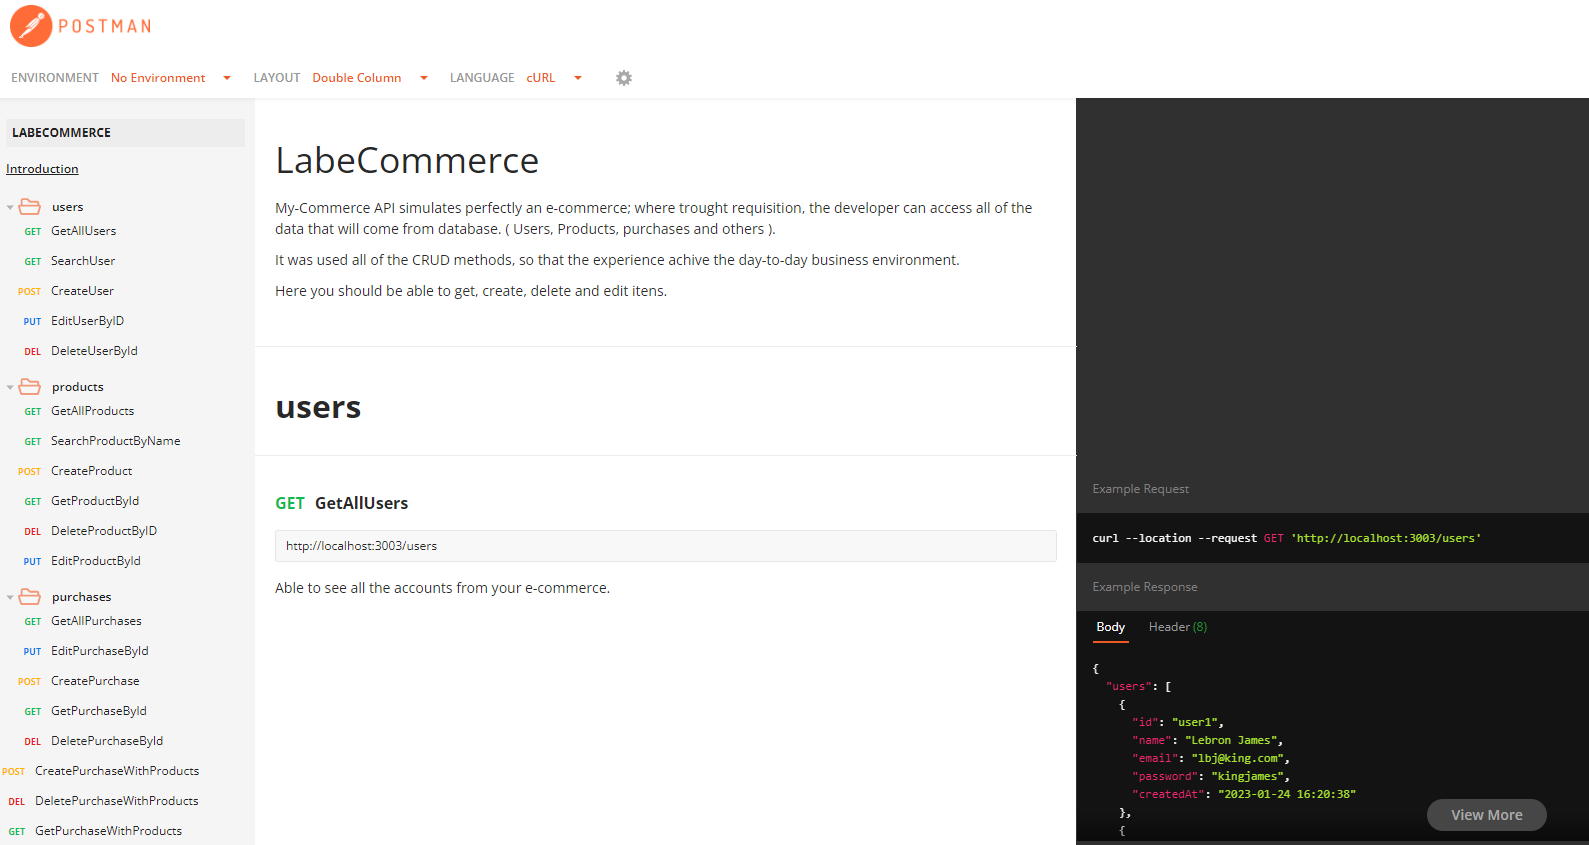 POSTMAN
ENVIRONMENT No Environment LAYOUT Double Column LANGUAGE cURL
LABECOMMERCE
Introduction
users
GET GetAllUsers
GET SearchUser
POST CreateUser
PUT EditUserByID
DEL DeleteUserById
products
GET GetAllProducts
GET SearchProductByName
POST CreateProduct
GET GetProductById
DEL DeleteProductByID
PUT EditProductById
purchases
GET GetAllPurchases
PUT EditPurchaseById
POST CreatePurchase
GET GetPurchaseById
DEL DeletePurchaseById
POST CreatePurchaseWithProducts
DEL DeletePurchaseWithProducts
GET GetPurchaseWithProducts
LabeCommerce
My-Commerce API simulates perfectly an e-commerce; where trought requisition, the developer can access all of the
data that will come from database. ( Users, Products, purchases and others ).
It was used all of the CRUD methods, so that the experience achive the day-to-day business environment.
Here you should be able to get, create, delete and edit itens.
users
GET GetAllUsers
http://localhost:3003/users
Able to see all the accounts from your e-commerce.
Example Request
curl --location --request GET 'http://localhost:3003/users'
Example Response
Body Header (8)
{
"users": [
{
"id": "user1",
"name": "Lebron James",
"email": "lbj@king.com",
"password": "kingjames",
"createdAt": "2023-01-24 16:20:38"
},
{
View More